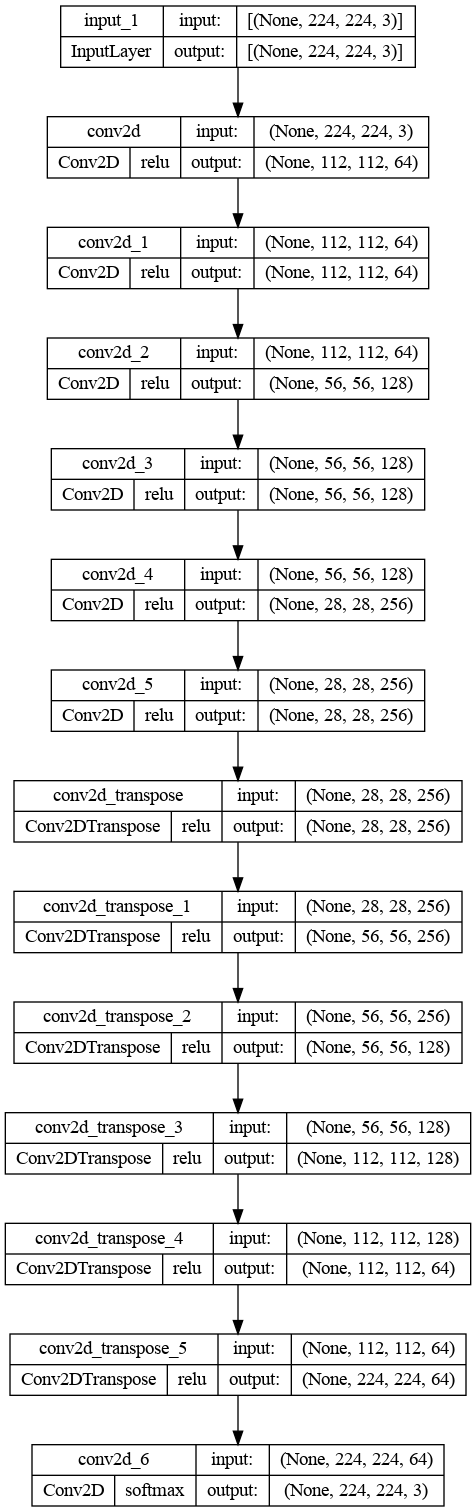 input_1 input: [(None, 224, 224, 3)]
InputLayer output: [(None, 224, 224, 3)]
conv2d input: (None, 224, 224, 3)
Conv2D relu output: (None, 112, 112, 64)
conv2d_1 input: (None, 112, 112, 64)
Conv2D relu output: (None, 112, 112, 64)
conv2d_2 input: (None, 112, 112, 64)
Conv2D relu output: (None, 56, 56, 128)
conv2d_3 input: (None, 56, 56, 128)
Conv2D relu output: (None, 56, 56, 128)
conv2d_4 input: (None, 56, 56, 128)
Conv2D relu output: (None, 28, 28, 256)
conv2d_5 input: (None, 28, 28, 256)
Conv2D relu output: (None, 28, 28, 256)
conv2d_transpose input: (None, 28, 28, 256)
Conv2DTranspose relu output: (None, 28, 28, 256)
conv2d_transpose_1 input: (None, 28, 28, 256)
Conv2DTranspose relu output: (None, 56, 56, 256)
conv2d_transpose_2 input: (None, 56, 56, 256)
Conv2DTranspose relu output: (None, 56, 56, 128)
conv2d_transpose_3 input: (None, 56, 56, 128)
Conv2DTranspose relu output: (None, 112, 112, 128)
conv2d_transpose_4 input: (None, 112, 112, 128)
Conv2DTranspose relu output: (None, 112, 112, 64)
conv2d_transpose_5 input: (None, 112, 112, 64)
Conv2DTranspose relu output: (None, 224, 224, 64)
conv2d_6 input: (None, 224, 224, 64)
Conv2D softmax output: (None, 224, 224, 3)